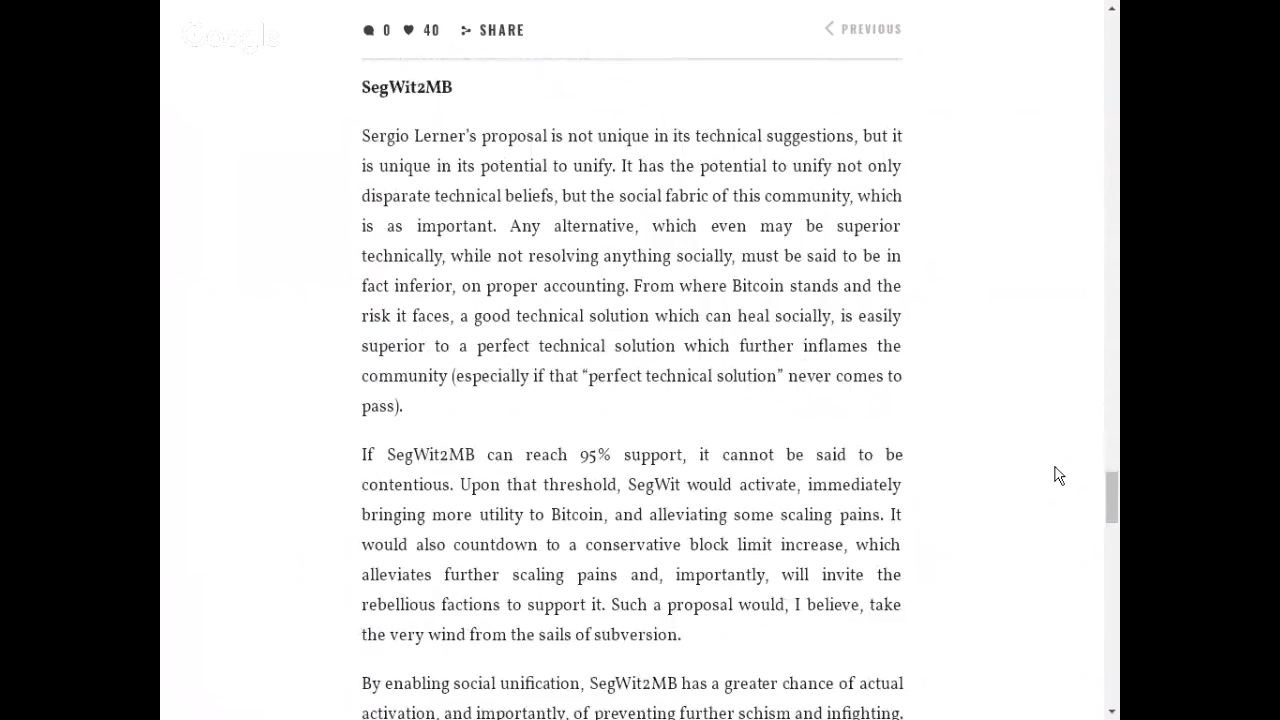 Google
0 40 SHARE PREVIOUS
SegWit2MB
Sergio Lerner’s proposal is not unique in its technical suggestions, but it
is unique in its potential to unify. It has the potential to unify not only
disparate technical beliefs, but the social fabric of this community, which
is as important. Any alternative, which even may be superior
technically, while not resolving anything socially, must be said to be in
fact inferior, on proper accounting. From where Bitcoin stands and the
risk it faces, a good technical solution which can heal socially, is easily
superior to a perfect technical solution which further inflames the
community (especially if that “perfect technical solution” never comes to
pass).
If SegWit2MB can reach 95% support, it cannot be said to be
contentious. Upon that threshold, SegWit would activate, immediately
bringing more utility to Bitcoin, and alleviating some scaling pains. It
would also countdown to a conservative block limit increase, which
alleviates further scaling pains and, importantly, will invite the
rebellious factions to support it. Such a proposal would, I believe, take
the very wind from the sails of subversion.
By enabling social unification, SegWit2MB has a greater chance of actual
activation, and importantly, of preventing further schism and infighting.